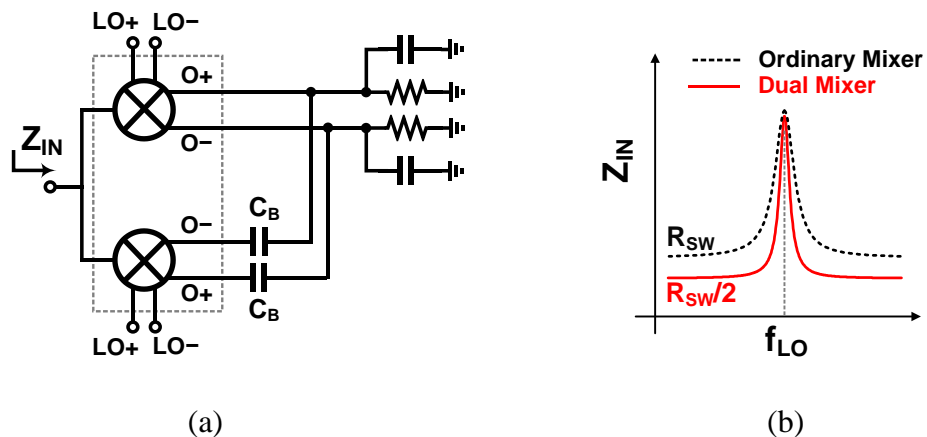 LO+ LO−
O+
O−
Z_IN
O−
C_B
O+
C_B
LO+ LO−
(a)
Ordinary Mixer
Dual Mixer
Z_IN
R_SW
R_SW/2
f_LO
(b)